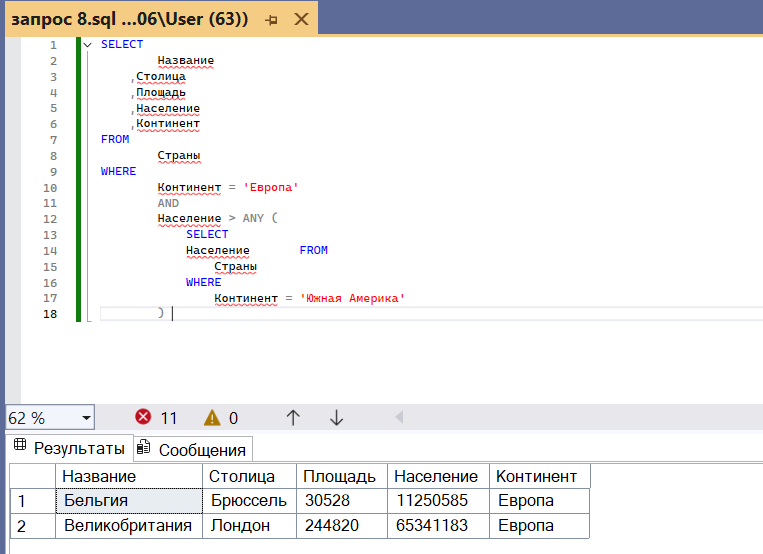 запрос 8.sql ...06\User (63))
1 SELECT
2 Название
3 ,Столица
4 ,Площадь
5 ,Население
6 ,Континент
7 FROM
8 Страны
9 WHERE
10 Континент = 'Европа'
11 AND
12 Население > ANY (
13 SELECT
14 Население FROM
15 Страны
16 WHERE
17 Континент = 'Южная Америка'
18 )
62 % 11 0
Результаты Сообщения
Название Столица Площадь Население Континент
1 Бельгия Брюссель 30528 11250585 Европа
2 Великобритания Лондон 244820 65341183 Европа